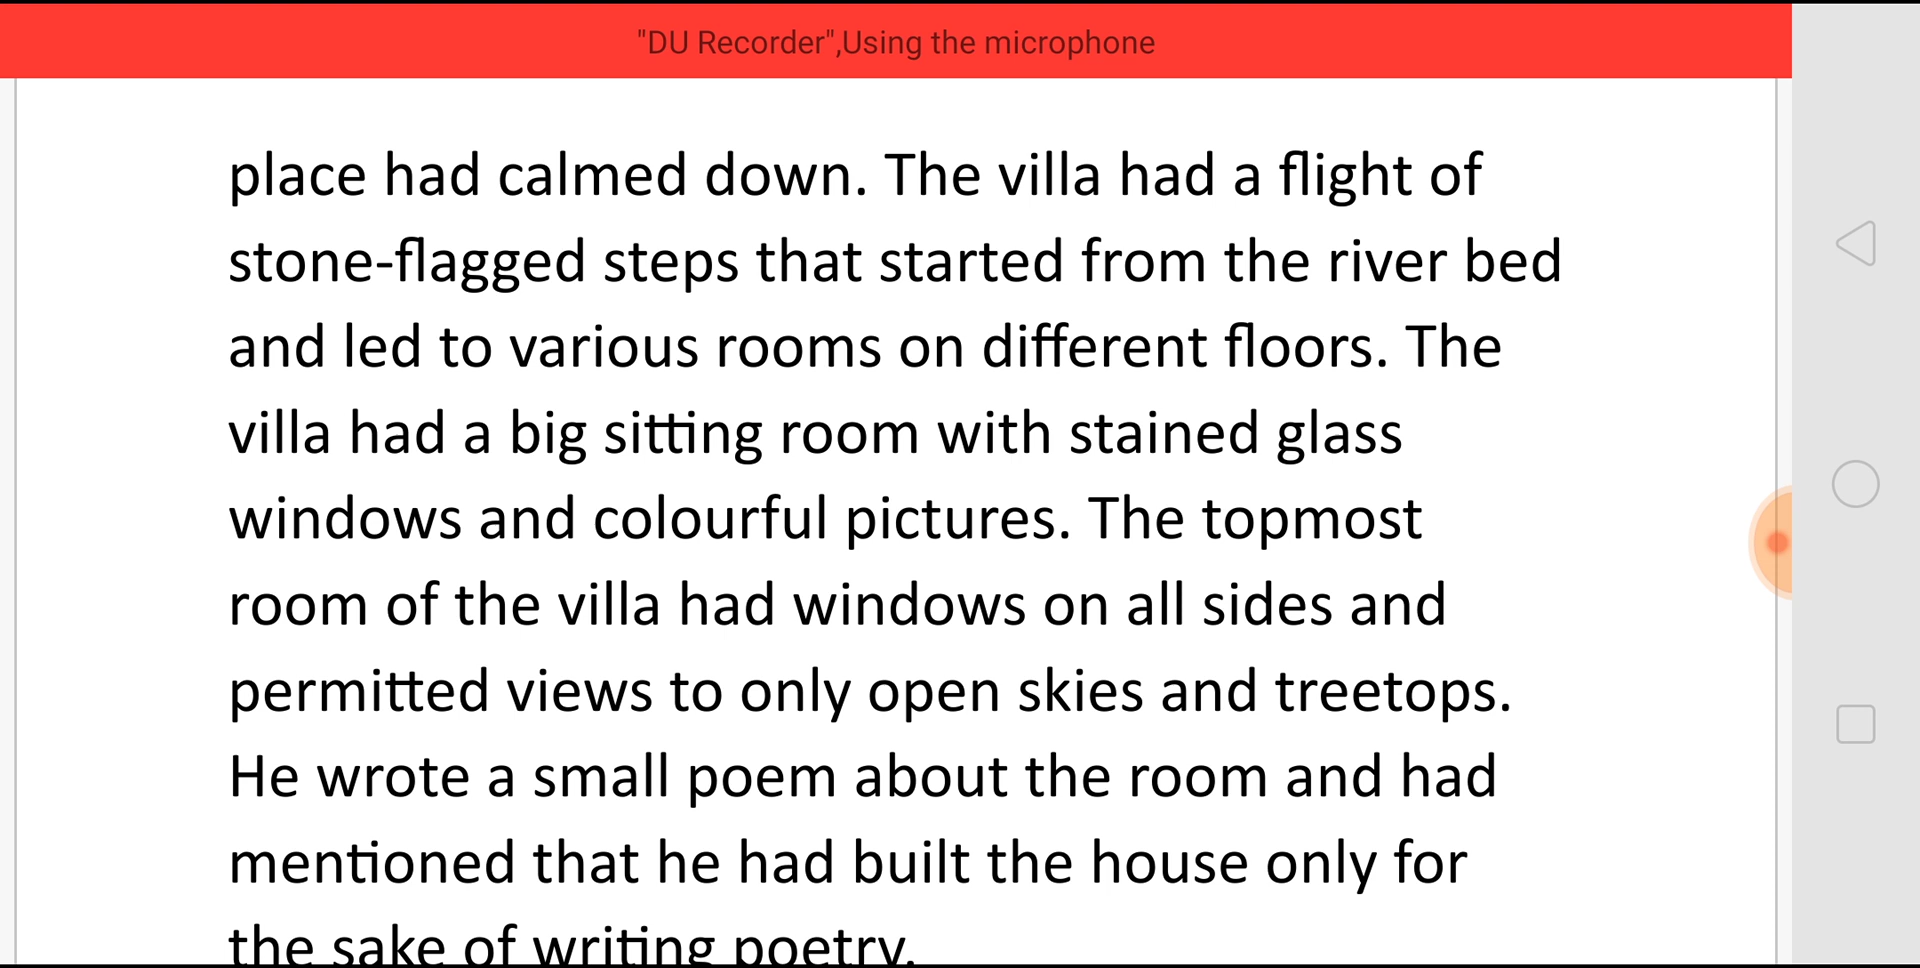 "DU Recorder",Using the microphone
place had calmed down. The villa had a flight of
stone-flagged steps that started from the river bed
and led to various rooms on different floors. The
villa had a big sitting room with stained glass
windows and colourful pictures. The topmost
room of the villa had windows on all sides and
permitted views to only open skies and treetops.
He wrote a small poem about the room and had
mentioned that he had built the house only for
the sake of writing poetry.